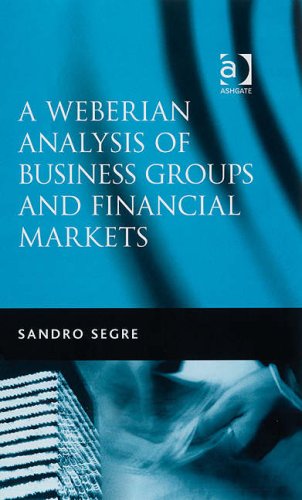 a
ASHGATE
A WEBERIAN
ANALYSIS OF
BUSINESS GROUPS
AND FINANCIAL
MARKETS
SANDRO SEGRE